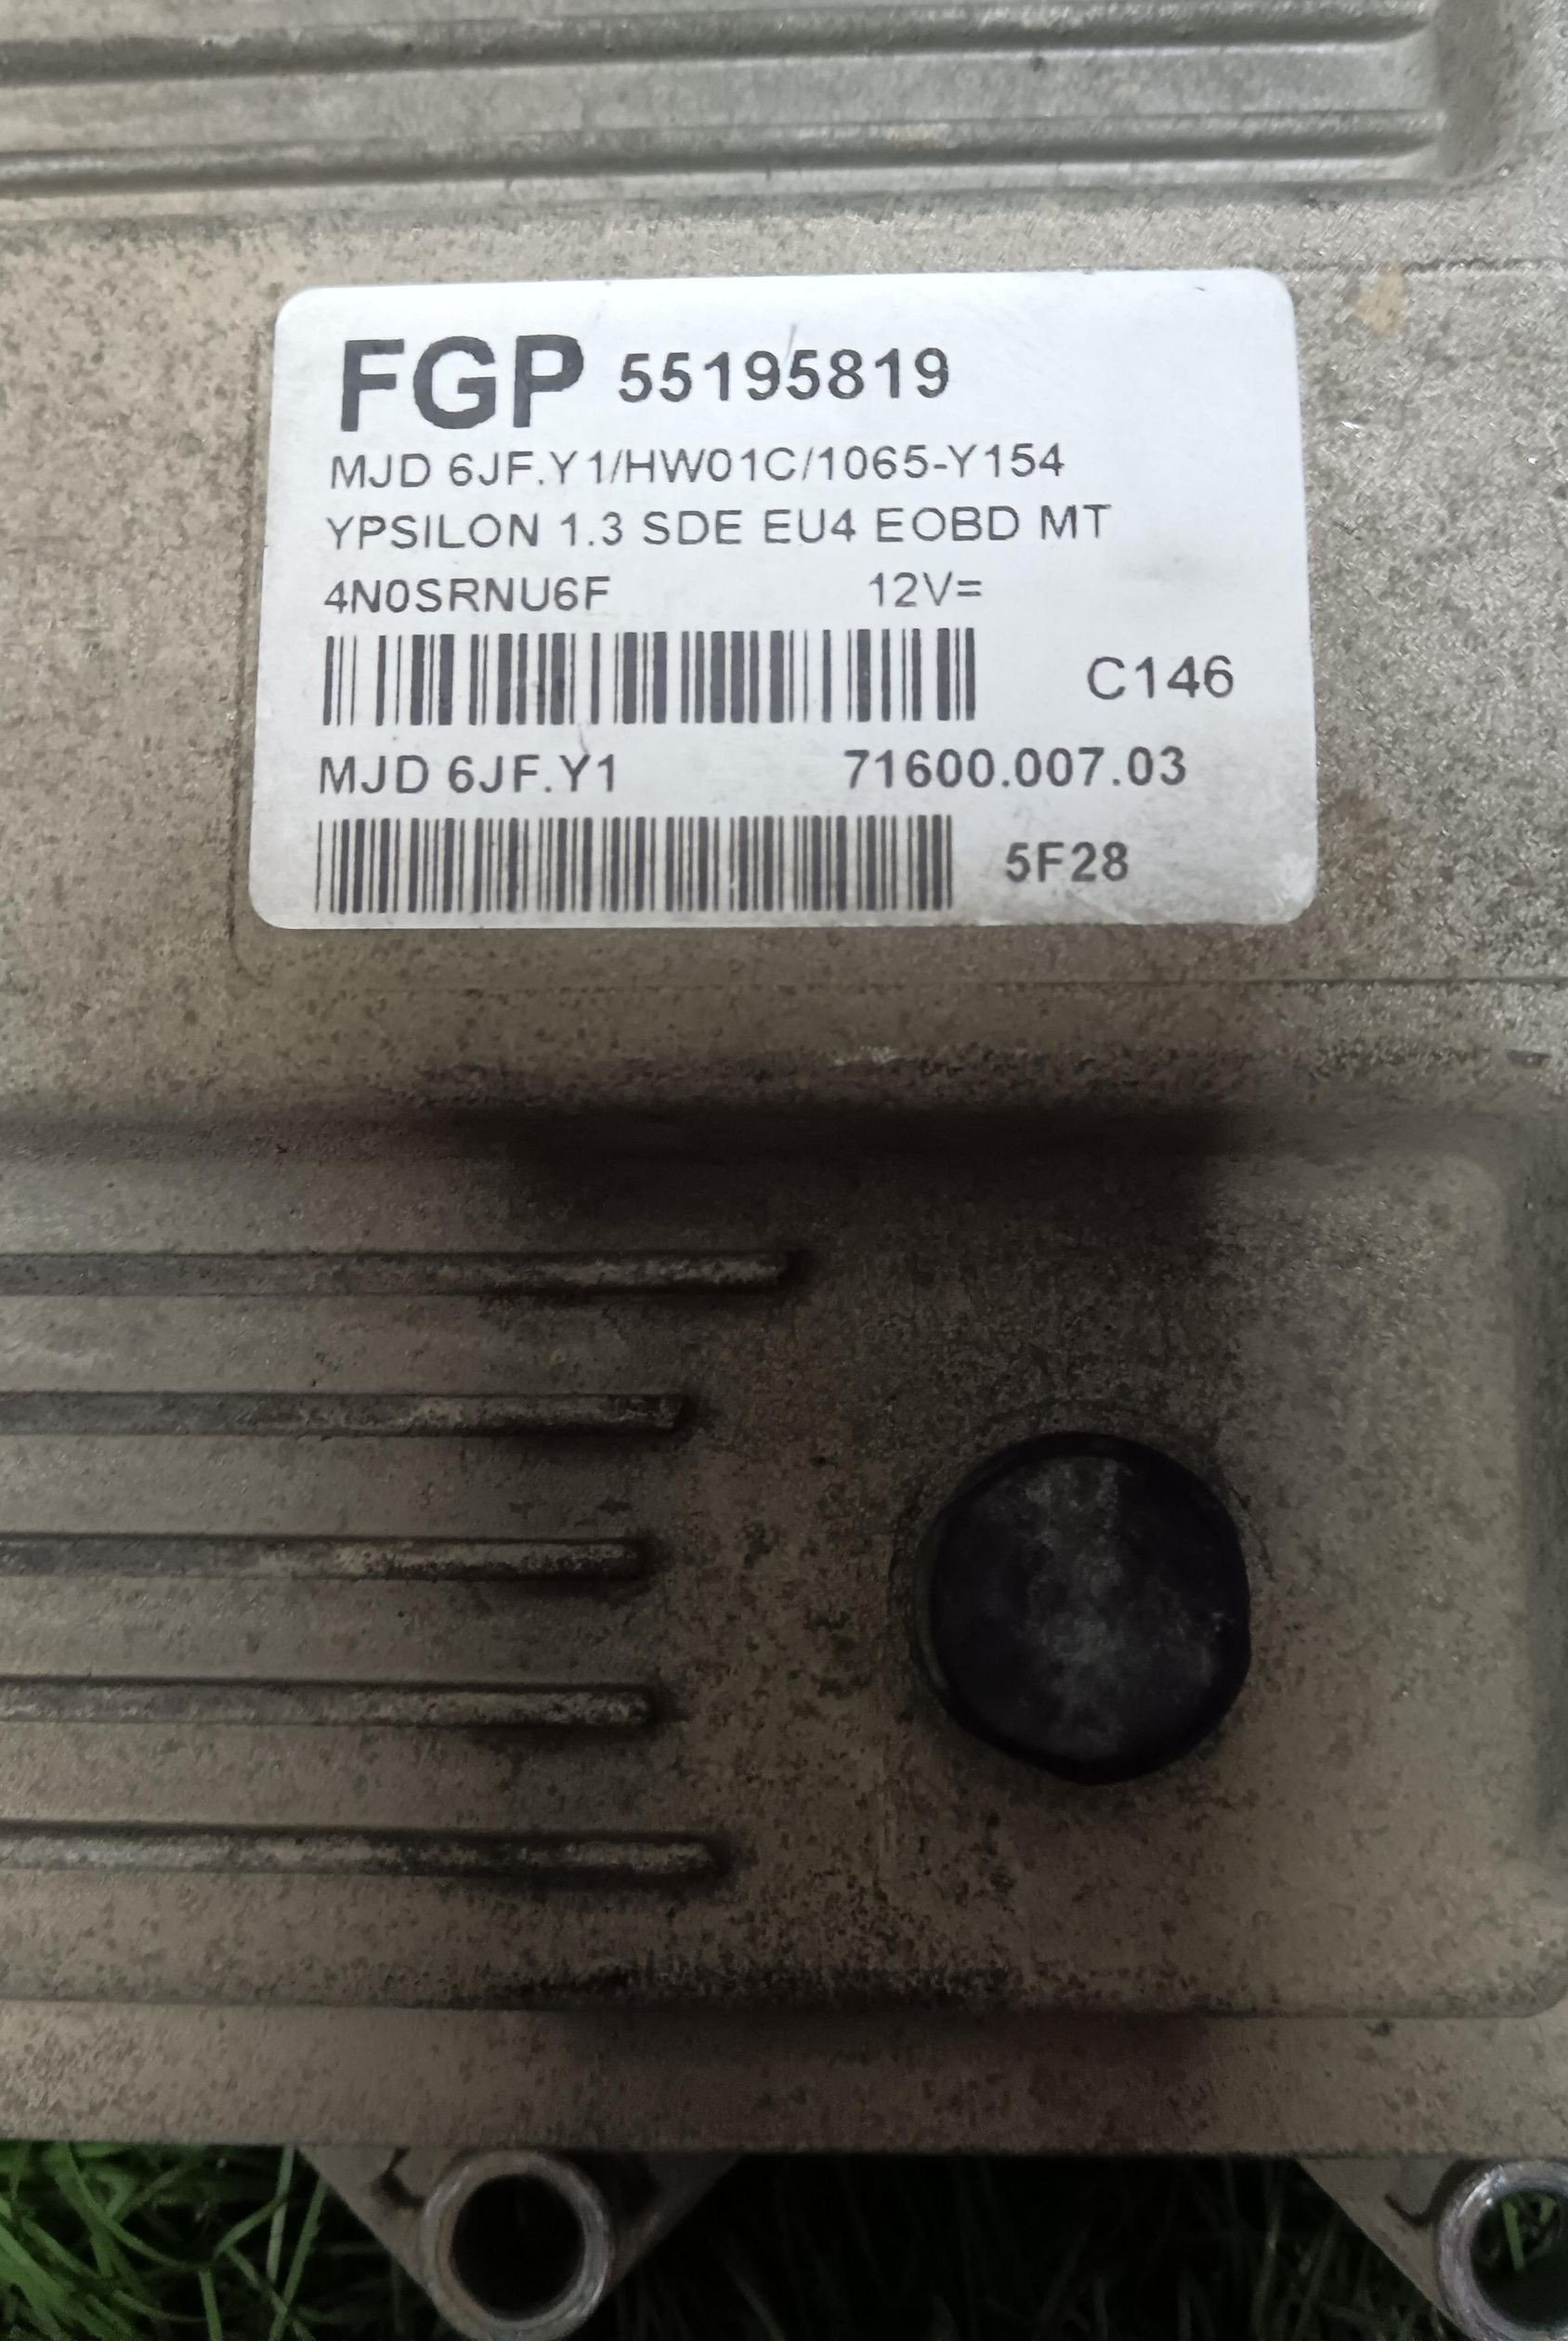 FGP 55195819
MJD 6JF.Y1/HW01C/1065-Y154
YPSILON 1.3 SDE EU4 EOBD MT
4N0SRNU6F 12V=
C146
MJD 6JF.Y1 71600.007.03
5F28